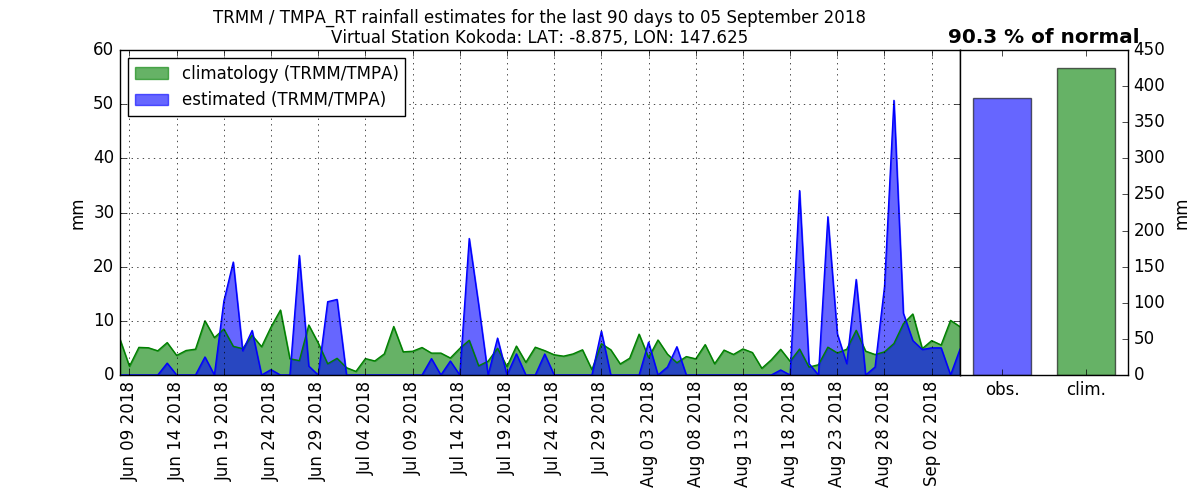 TRMM / TMPA_RT rainfall estimates for the last 90 days to 05 September 2018
Virtual Station Kokoda: LAT: -8.875, LON: 147.625
90.3 % of normal
climatology (TRMM/TMPA)
estimated (TRMM/TMPA)
60
50
40
30
20
10
0
mm
Jun 09 2018
Jun 14 2018
Jun 19 2018
Jun 24 2018
Jun 29 2018
Jul 04 2018
Jul 09 2018
Jul 14 2018
Jul 19 2018
Jul 24 2018
Jul 29 2018
Aug 03 2018
Aug 08 2018
Aug 13 2018
Aug 18 2018
Aug 23 2018
Aug 28 2018
Sep 02 2018
obs.
clim.
450
400
350
300
250
200
150
100
50
0
mm